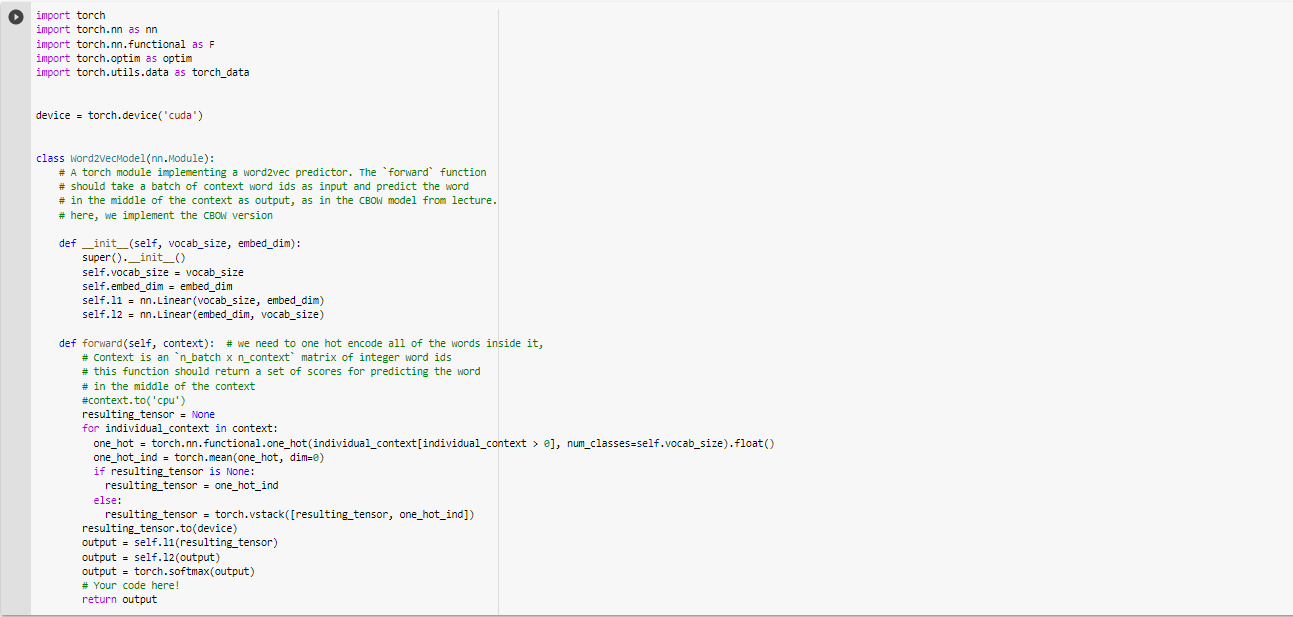 import torch
import torch.nn as nn
import torch.nn.functional as F
import torch.optim as optim
import torch.utils.data as torch_data
device = torch.device('cuda')
class Word2VecModel(nn.Module):
    # A torch module implementing a word2vec predictor. The `forward` function
    # should take a batch of context word ids as input and predict the word
    # in the middle of the context as output, as in the CBOW model from lecture.
    # here, we implement the CBOW version
    def __init__(self, vocab_size, embed_dim):
        super().__init__()
        self.vocab_size = vocab_size
        self.embed_dim = embed_dim
        self.l1 = nn.Linear(vocab_size, embed_dim)
        self.l2 = nn.Linear(embed_dim, vocab_size)
    def forward(self, context):  # we need to one hot encode all of the words inside it,
        # Context is an `n_batch x n_context` matrix of integer word ids
        # this function should return a set of scores for predicting the word
        # in the middle of the context
        #context.to('cpu')
        resulting_tensor = None
        for individual_context in context:
          one_hot = torch.nn.functional.one_hot(individual_context[individual_context > 0], num_classes=self.vocab_size).float()
          one_hot_ind = torch.mean(one_hot, dim=0)
          if resulting_tensor is None:
            resulting_tensor = one_hot_ind
          else:
            resulting_tensor = torch.vstack([resulting_tensor, one_hot_ind])
        resulting_tensor.to(device)
        output = self.l1(resulting_tensor)
        output = self.l2(output)
        output = torch.softmax(output)
        # Your code here!
        return output